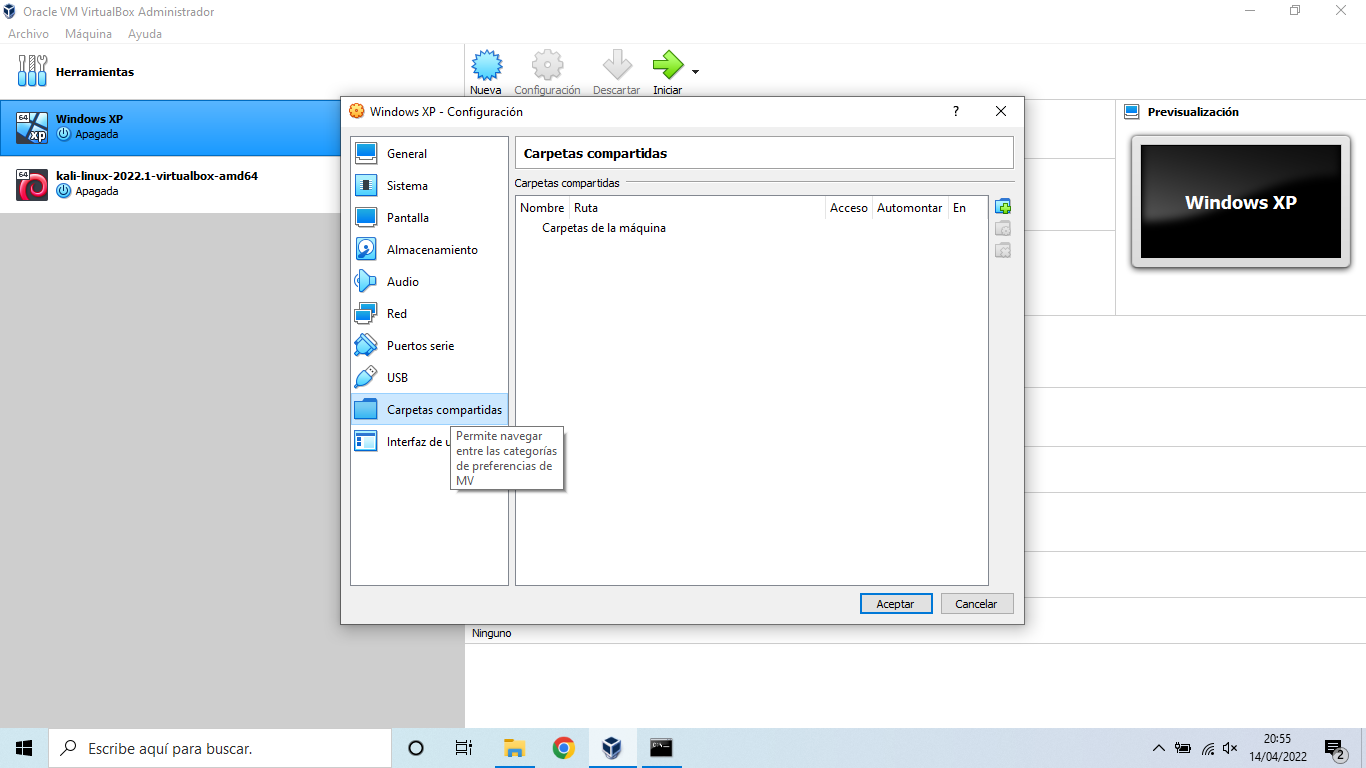 Oracle VM VirtualBox Administrador
Archivo Máquina Ayuda
Herramientas
Nueva Configuración Descartar Iniciar
64
xp
Windows XP
Apagada
64
kali-linux-2022.1-virtualbox-amd64
Apagada
Windows XP - Configuración
?
General
Sistema
Pantalla
Almacenamiento
Audio
Red
Puertos serie
USB
Carpetas compartidas
Interfaz de u
Permite navegar
entre las categorías
de preferencias de
MV
Carpetas compartidas
Carpetas compartidas
Nombre Ruta Acceso Automontar En
Carpetas de la máquina
Aceptar Cancelar
Previsualización
Windows XP
Ninguno
Escribe aquí para buscar.
20:55
14/04/2022
2